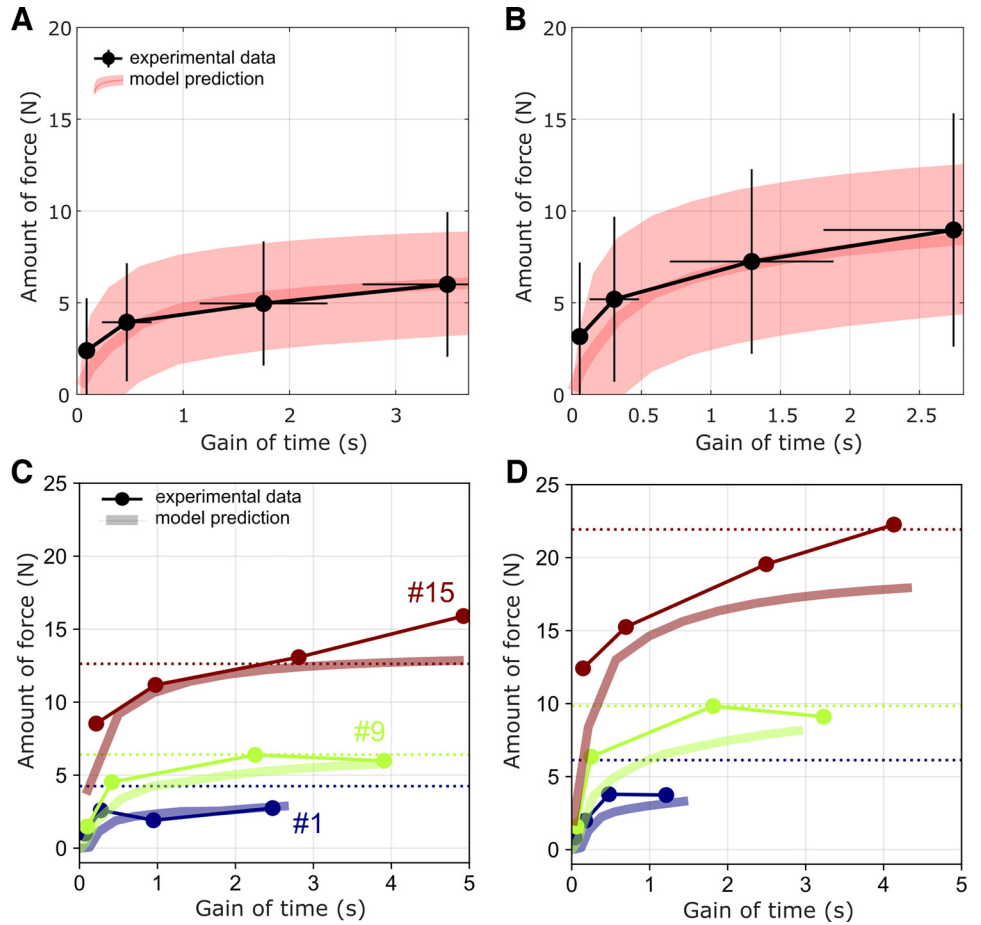 A
20
15
10
5
0
Amount of force (N)
experimental data
model prediction
0
1
2
3
Gain of time (s)
B
20
15
10
5
0
Amount of force (N)
0
0.5
1
1.5
2
2.5
Gain of time (s)
C
25
20
15
10
5
0
Amount of force (N)
experimental data
model prediction
#15
#9
#1
0
1
2
3
4
5
Gain of time (s)
D
25
20
15
10
5
0
Amount of force (N)
0
1
2
3
4
5
Gain of time (s)